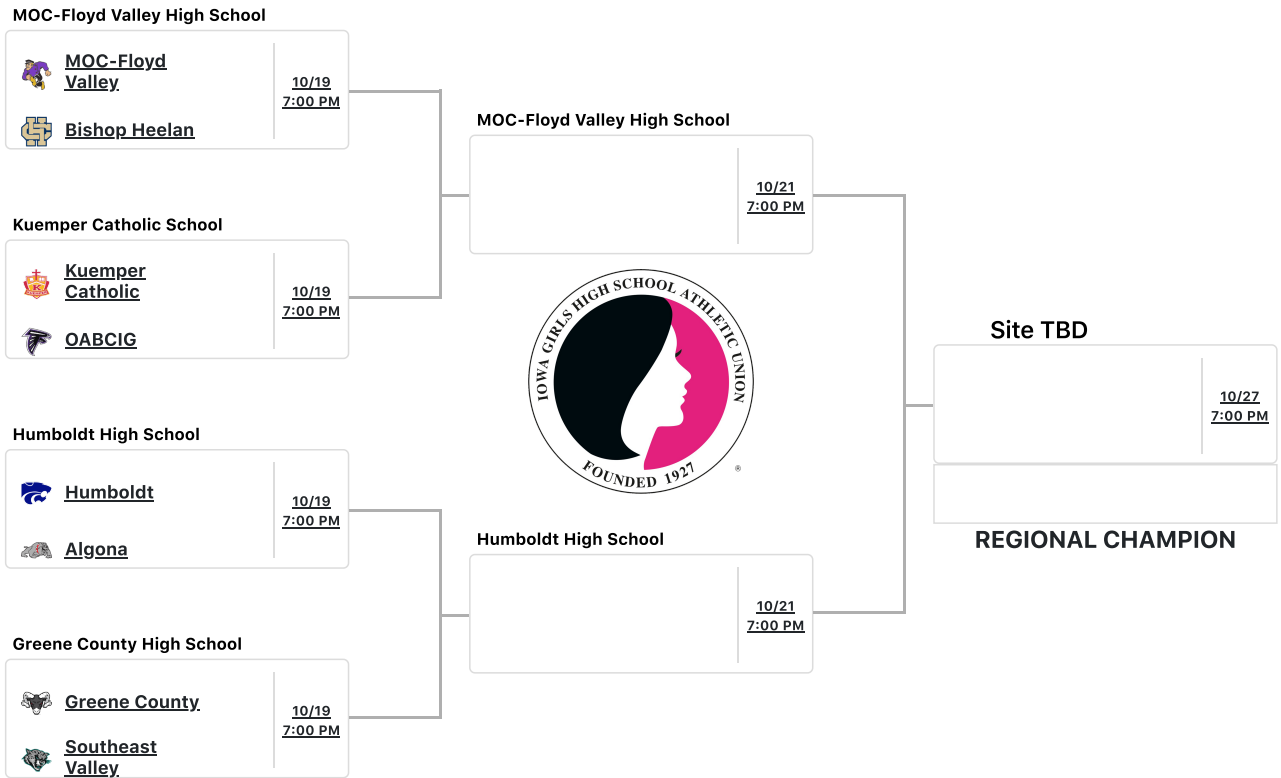 MOC-Floyd Valley High School
MOC-Floyd
Valley
Bishop Heelan
10/19
7:00 PM
Kuemper Catholic School
Kuemper
Catholic
OABCIG
10/19
7:00 PM
Humboldt High School
Humboldt
Algona
10/19
7:00 PM
Greene County High School
Greene County
Southeast
Valley
10/19
7:00 PM
MOC-Floyd Valley High School
10/21
7:00 PM
IOWA GIRLS HIGH SCHOOL ATHLETIC UNION
FOUNDED 1927
®
Humboldt High School
10/21
7:00 PM
Site TBD
10/27
7:00 PM
REGIONAL CHAMPION